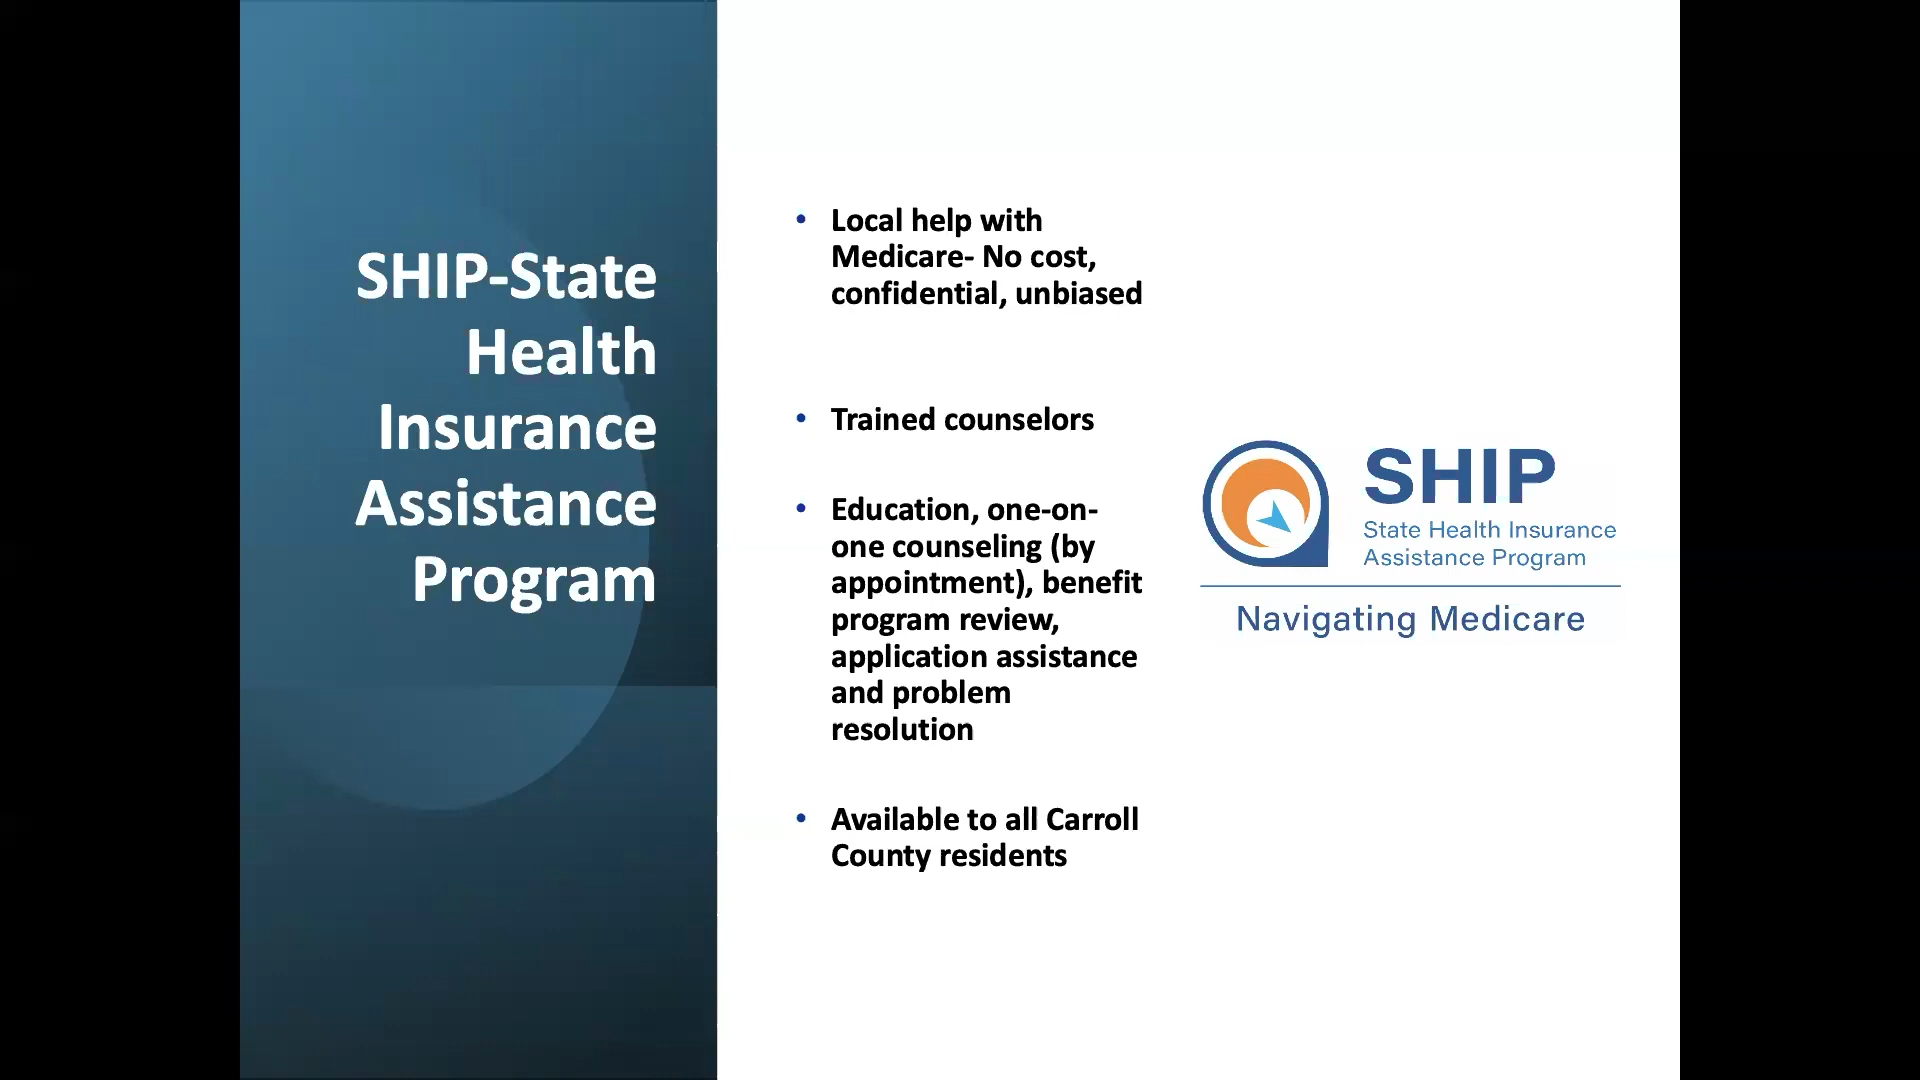 SHIP-State
Health
Insurance
Assistance
Program
• Local help with
Medicare- No cost,
confidential, unbiased
• Trained counselors
• Education, one-on-
one counseling (by
appointment), benefit
program review,
application assistance
and problem
resolution
• Available to all Carroll
County residents
SHIP
State Health Insurance
Assistance Program
Navigating Medicare